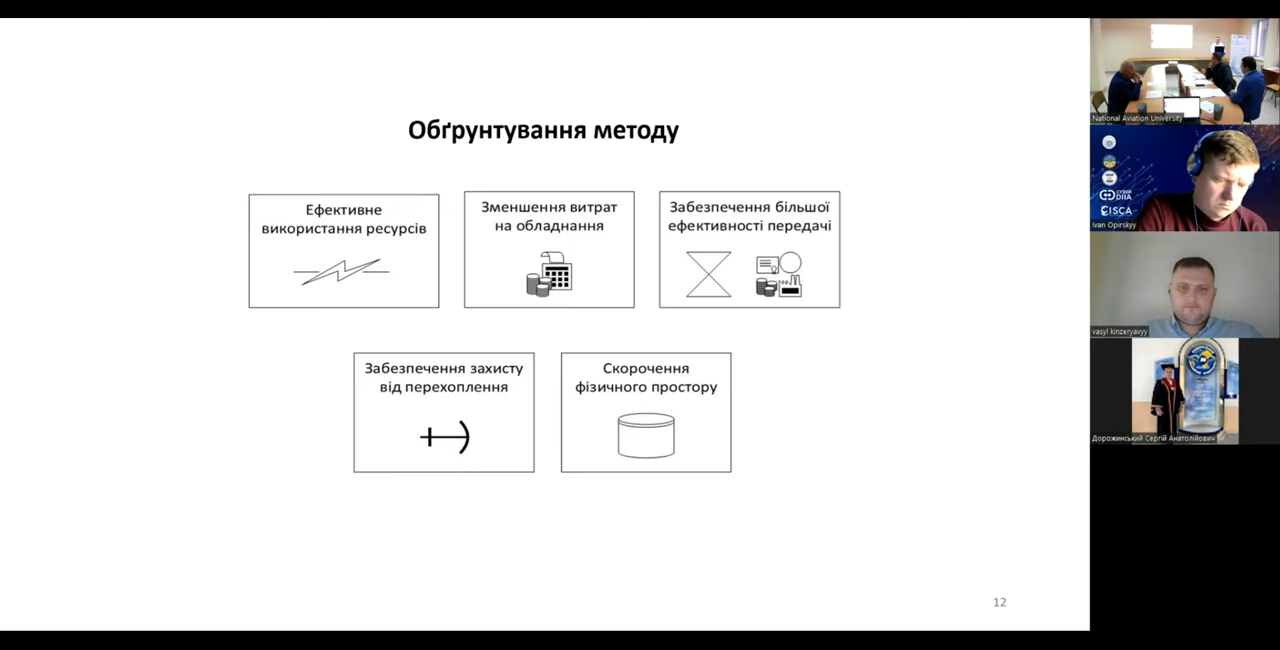 Обґрунтування методу
Ефективне
використання ресурсів
Зменшення витрат
на обладнання
Забезпечення більшої
ефективності передачі
Забезпечення захисту
від перехоплення
Скорочення
фізичного простору
12
National Aviation University
CYBER
DIIA
CISCA
Ivan Opirskyy
vasyl kinzeryavyy
Дорожинський Сергій Анатолійович